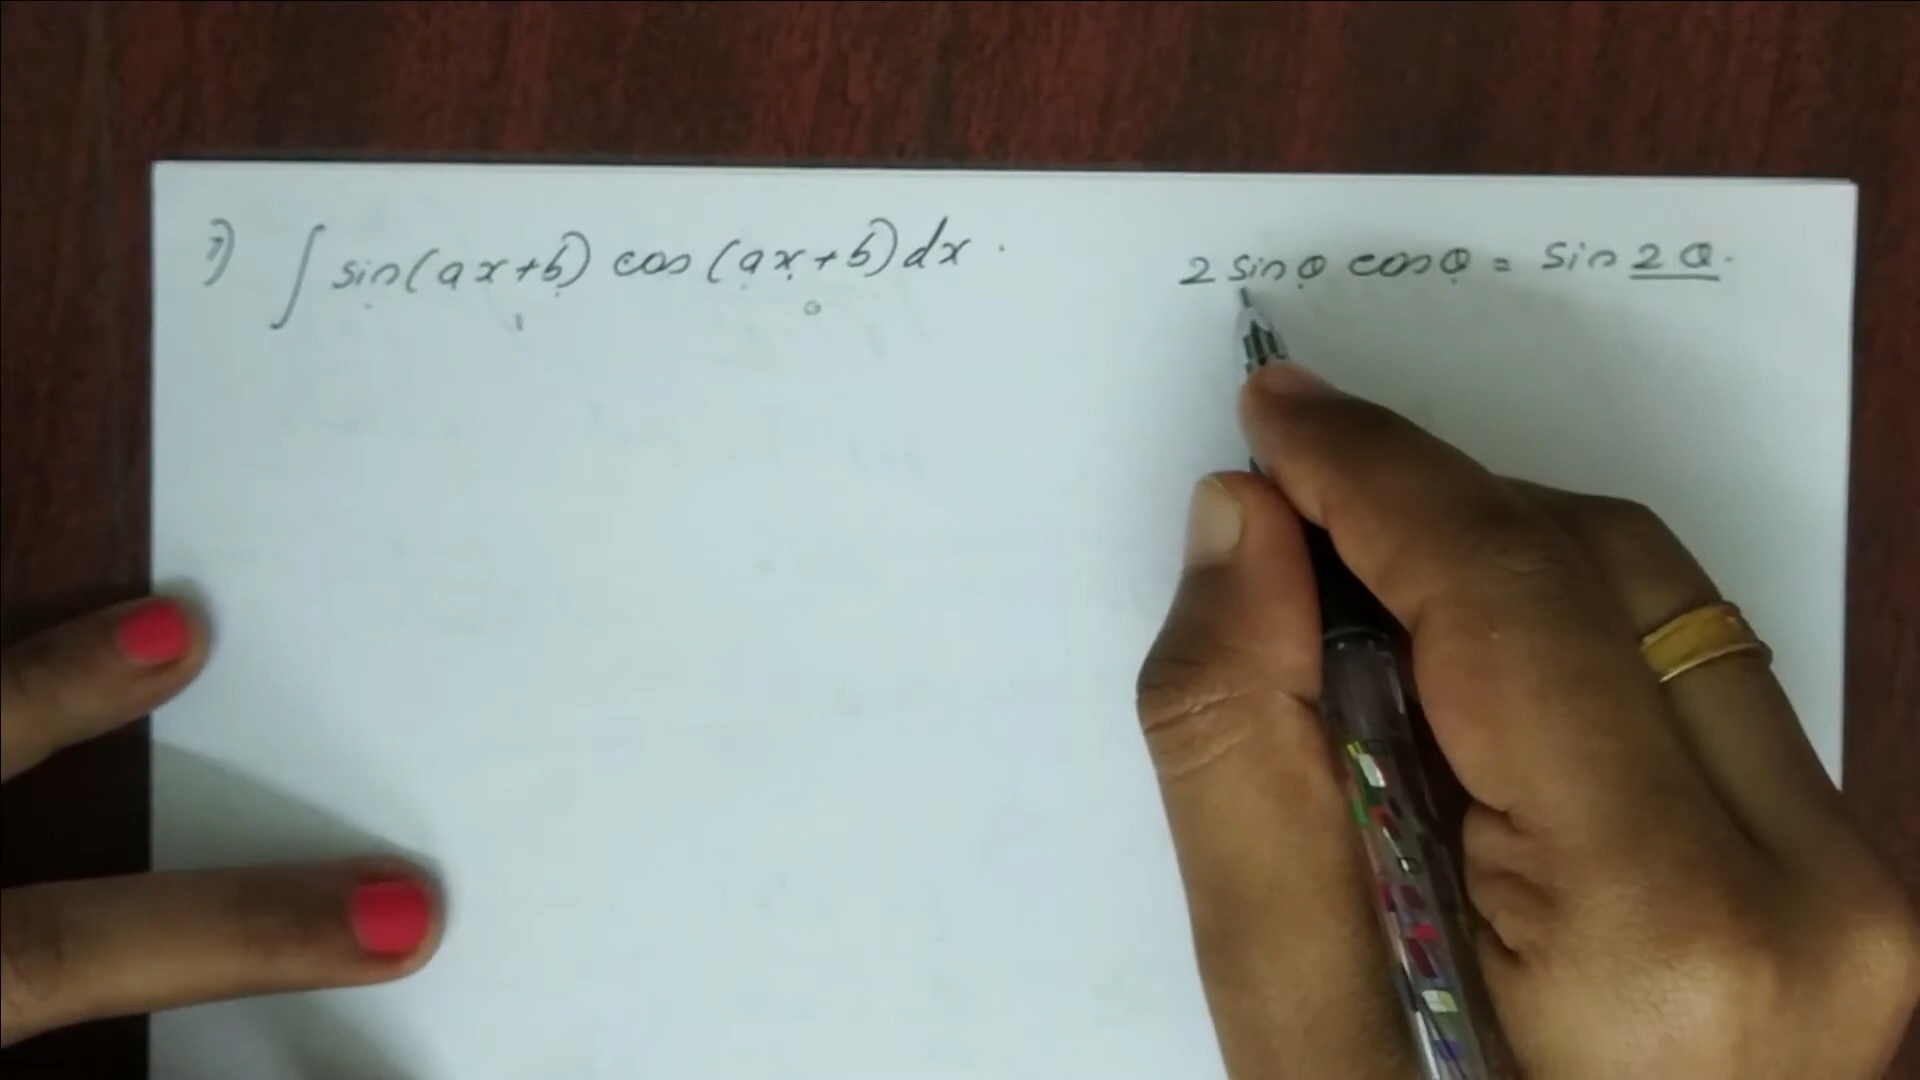 7) ∫ sin(ax+b) cos(ax+b)dx.
2 sinθ cosθ = sin 2θ.